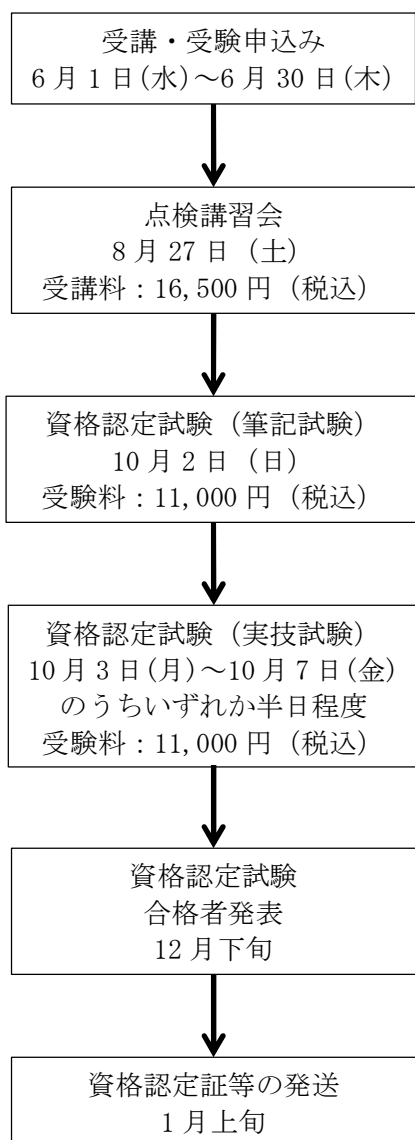 受講・受験申込み
6月1日(水)～6月30日(木)
点検講習会
8月27日(土)
受講料：16,500円(税込)
資格認定試験(筆記試験)
10月2日(日)
受験料：11,000円(税込)
資格認定試験(実技試験)
10月3日(月)～10月7日(金)
のうちいずれか半日程度
受験料：11,000円(税込)
資格認定試験
合格者発表
12月下旬
資格認定証等の発送
1月上旬